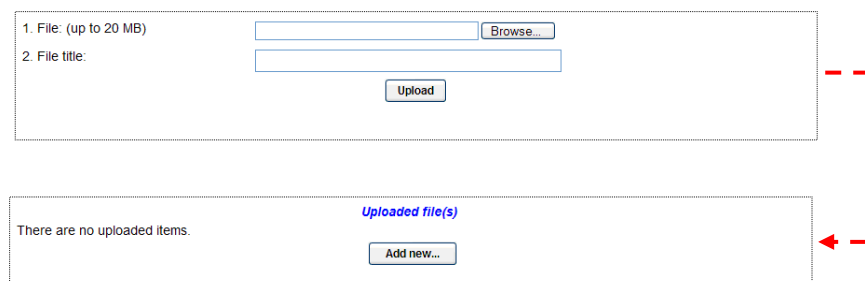 1. File: (up to 20 MB) Browse...
2. File title:
Upload
Uploaded file(s)
There are no uploaded items.
Add new...